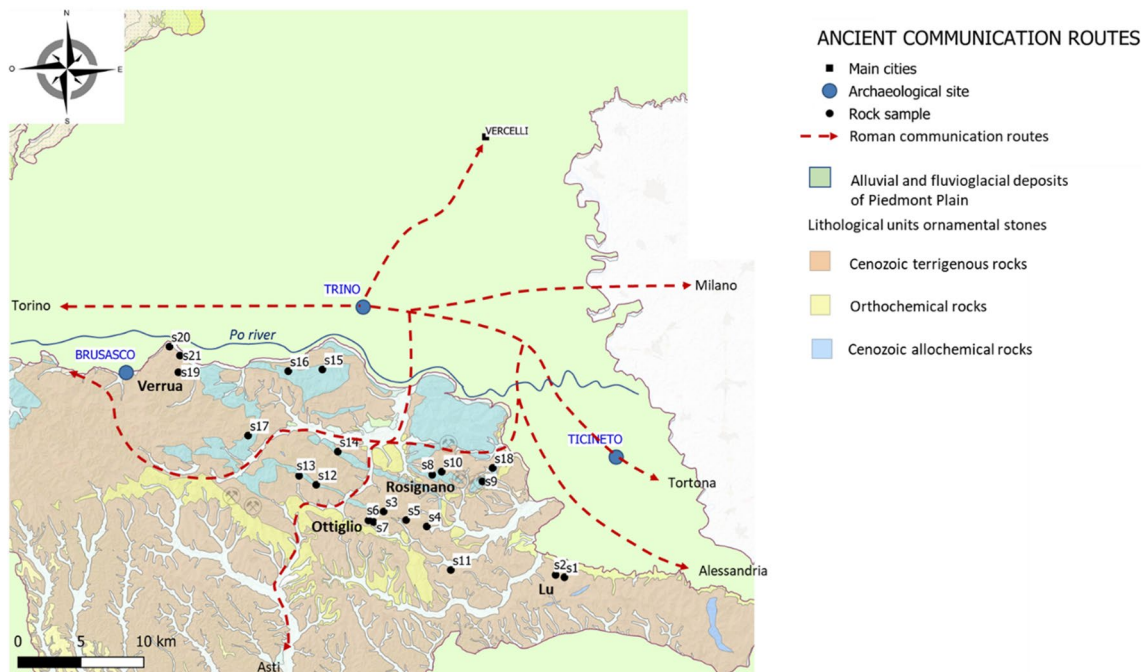 N
O
E
S
VERCELLI
TRINO
Torino
Milano
Po river
s20
s21
BRUSASCO
s19
s16
s15
Verrua
s17
s14
TICINETO
s13
s12
s8
s10
s18
s9
Rosignano
Tortona
s3
s6
s5
Ottiglio
s7
s4
s11
s2
s1
Alessandria
Lu
0 5 10 km
Asti
ANCIENT COMMUNICATION ROUTES
Main cities
Archaeological site
Rock sample
Roman communication routes
Alluvial and fluvioglacial deposits
of Piedmont Plain
Lithological units ornamental stones
Cenozoic terrigenous rocks
Orthochemical rocks
Cenozoic allochemical rocks